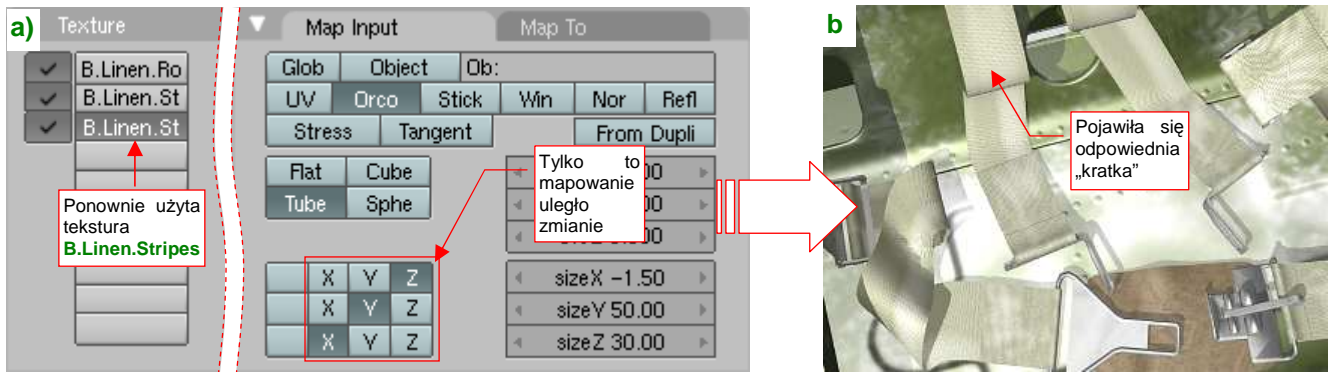 a)
Texture
Map Input
Map To
B.Linen.Ro
B.Linen.St
B.Linen.St
Ponownie użyta
tekstura
B.Linen.Stripes
Glob Object Ob:
UV Orco Stick Win Nor Refl
Stress Tangent From Dupli
Flat Cube
Tube Sphe
Tylko to
mapowanie
uległo
zmianie
X Y Z
X Y Z
X Y Z
sizeX -1.50
sizeY 50.00
sizeZ 30.00
b
Pojawiła się
odpowiednia
„kratka”